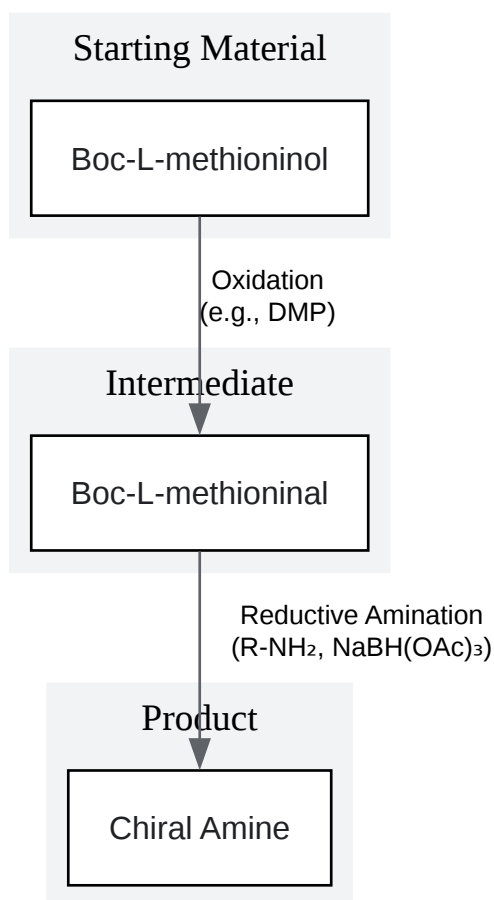 Starting Material
Boc-L-methioninol
Oxidation
(e.g., DMP)
Intermediate
Boc-L-methioninal
Reductive Amination
(R-NH₂, NaBH(OAc)₃)
Product
Chiral Amine